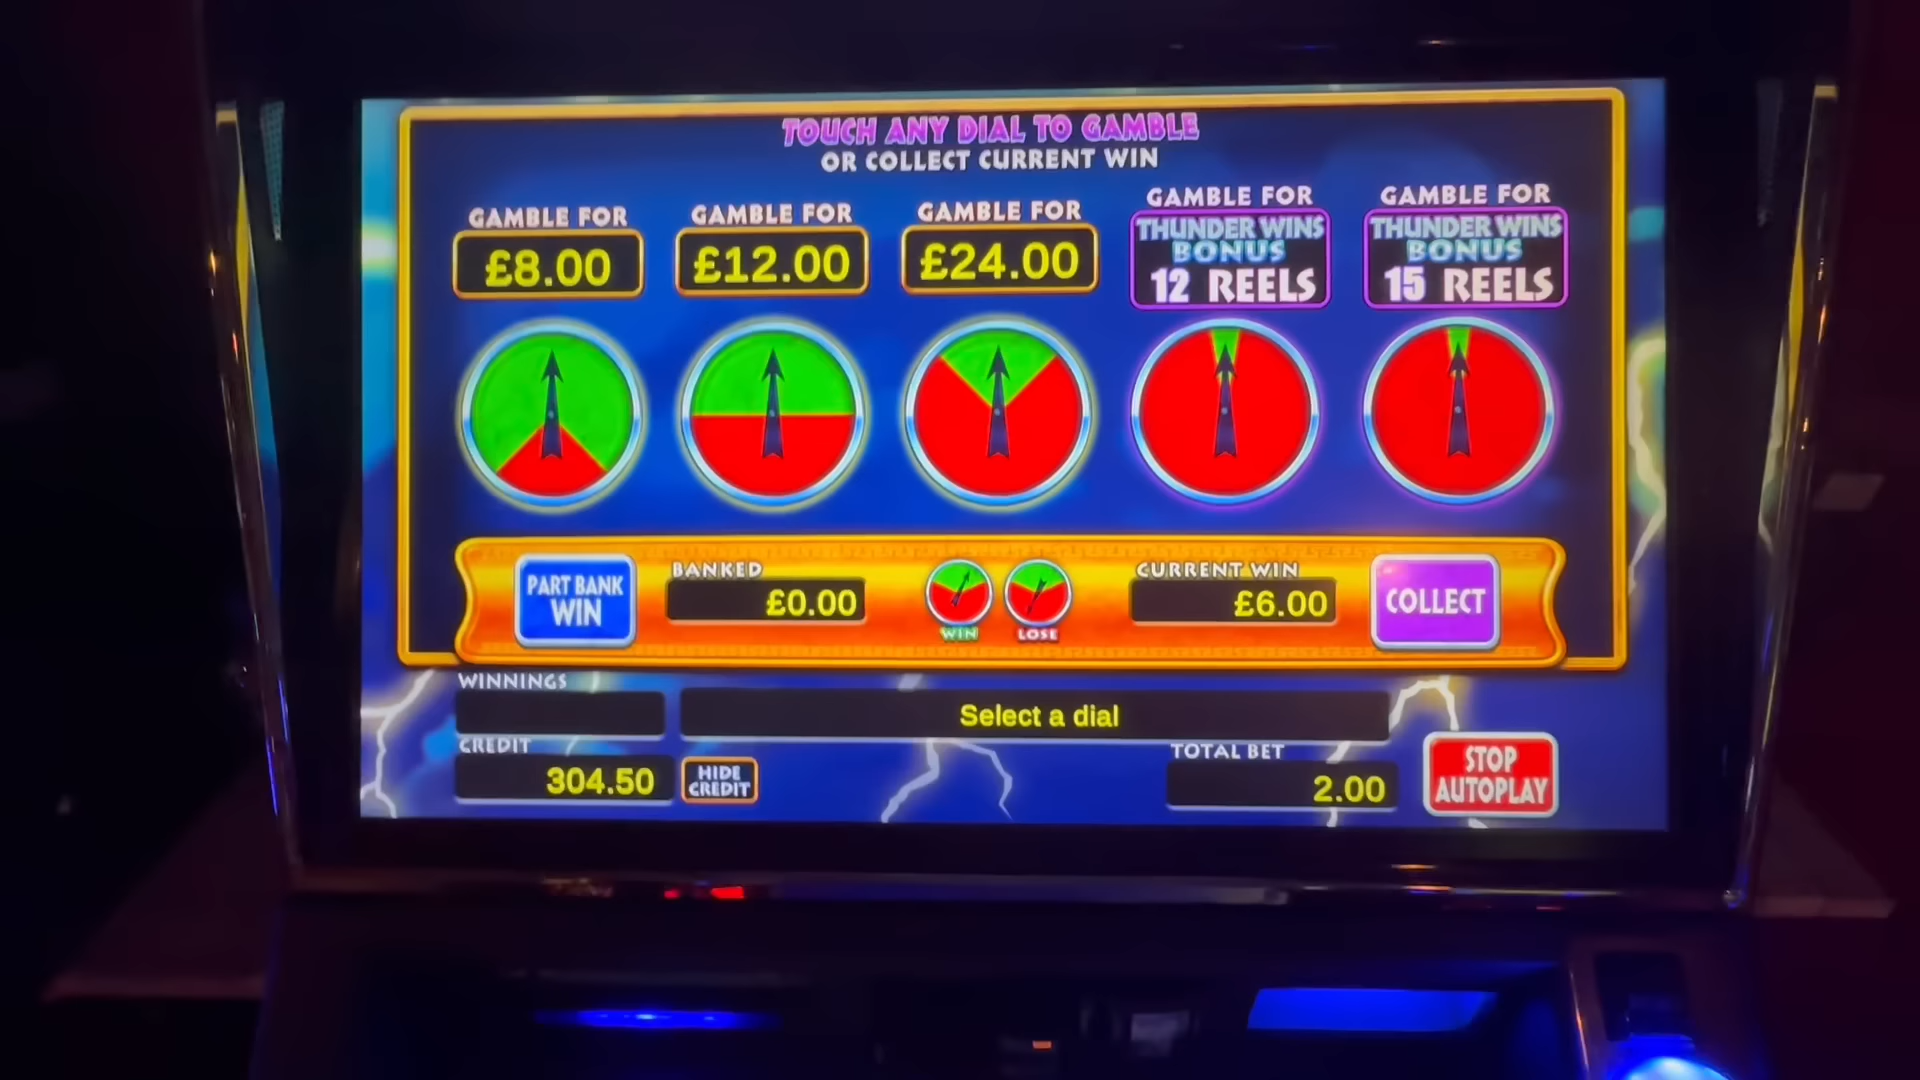 TOUCH ANY DIAL TO GAMBLE
OR COLLECT CURRENT WIN
GAMBLE FOR
£8.00
GAMBLE FOR
£12.00
GAMBLE FOR
£24.00
GAMBLE FOR
THUNDER WINS
BONUS
12 REELS
GAMBLE FOR
THUNDER WINS
BONUS
15 REELS
PART BANK
WIN
BANKED
£0.00
WIN
LOSE
CURRENT WIN
£6.00
COLLECT
WINNINGS
Select a dial
CREDIT
304.50
HIDE
CREDIT
TOTAL BET
2.00
STOP
AUTOPLAY